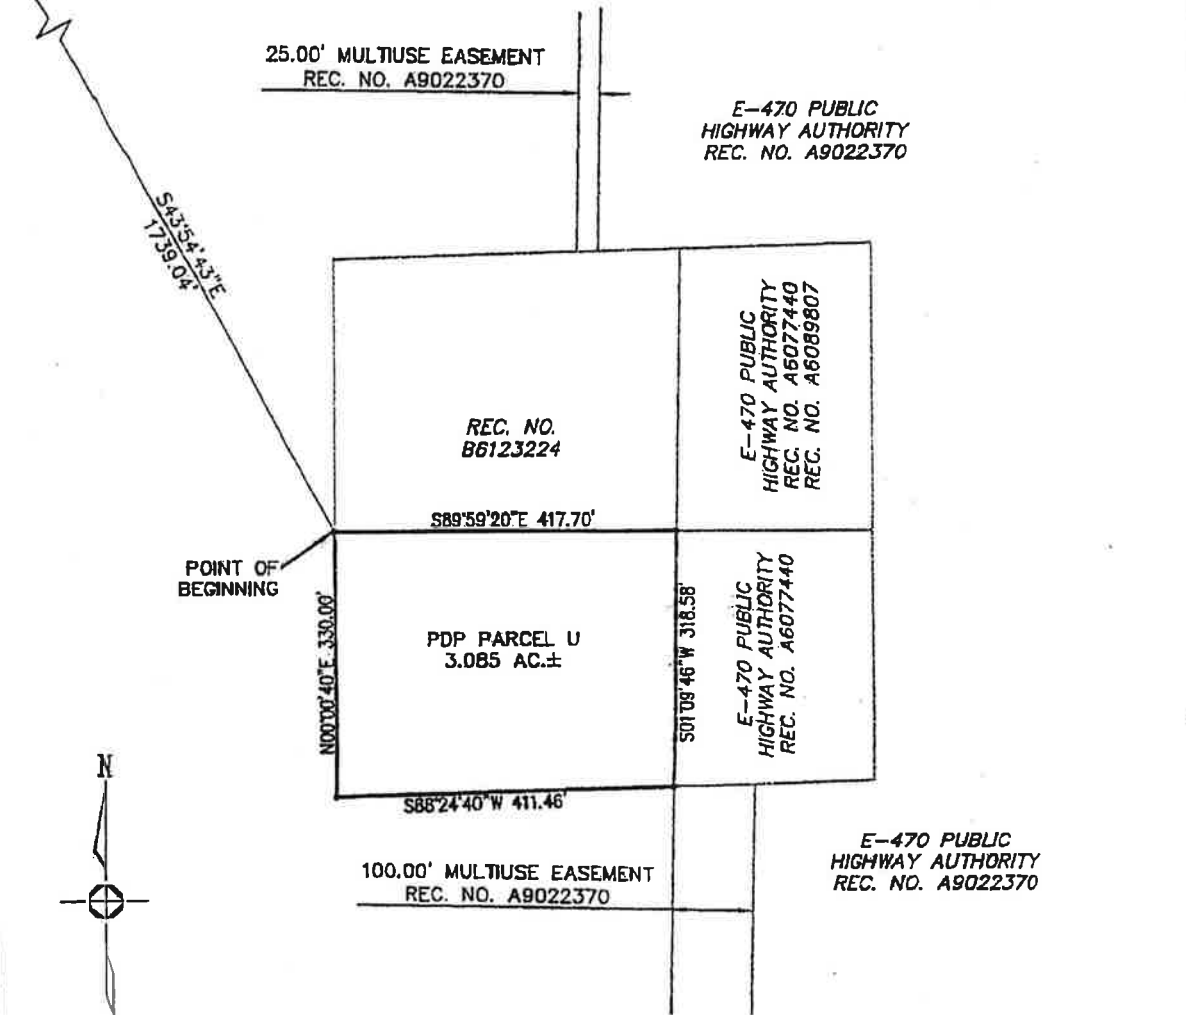 25.00' MULTIUSE EASEMENT
REC. NO. A9022370
E-470 PUBLIC
HIGHWAY AUTHORITY
REC. NO. A9022370
S43°54'43"E
1739.04'
E-470 PUBLIC
HIGHWAY AUTHORITY
REC. NO. A6077440
REC. NO. A6089807
REC. NO.
B6123224
S89°59'20"E 417.70'
POINT OF
BEGINNING
N00°00'40"E 330.00'
PDP PARCEL U
3.085 AC.±
S01°09'46"W 318.58'
E-470 PUBLIC
HIGHWAY AUTHORITY
REC. NO. A6077440
N
S88°24'40"W 411.46'
100.00' MULTIUSE EASEMENT
REC. NO. A9022370
E-470 PUBLIC
HIGHWAY AUTHORITY
REC. NO. A9022370